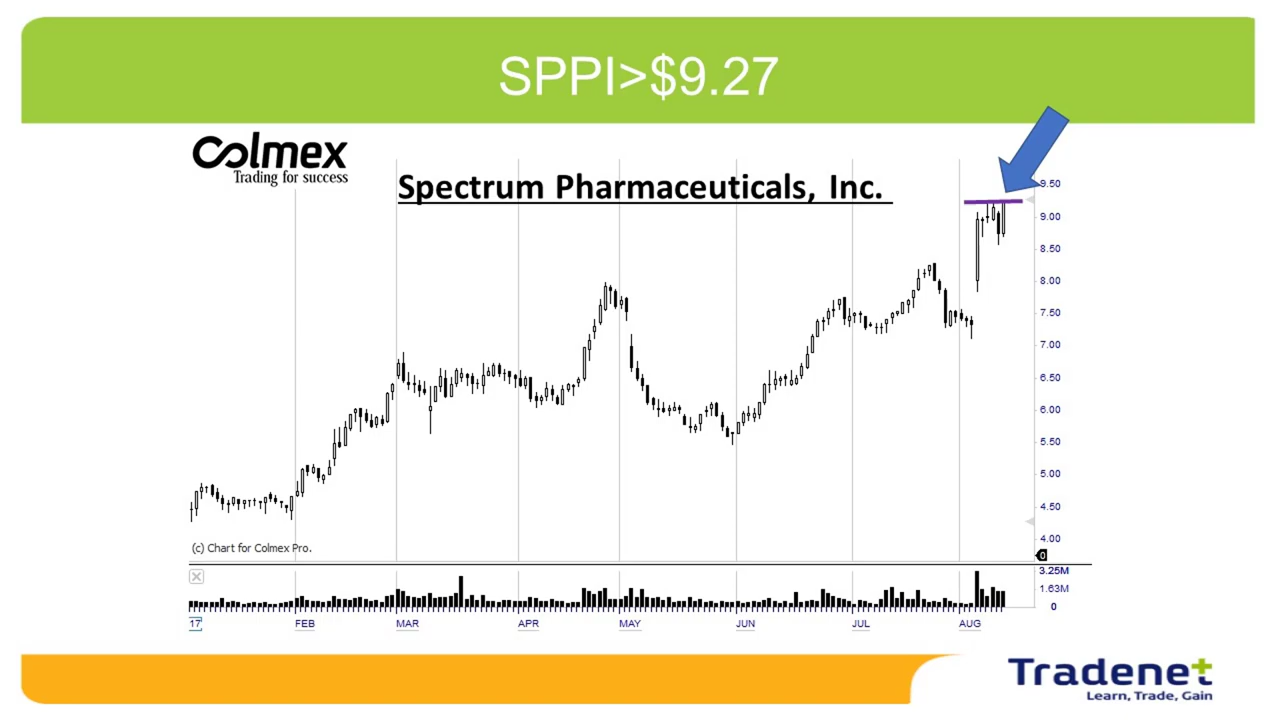 SPPI>$9.27
Colmex
Trading for success
Spectrum Pharmaceuticals, Inc.
9.50
9.00
8.50
8.00
7.50
7.00
6.50
6.00
5.50
5.00
4.50
4.00
(c) Chart for Colmex Pro.
0
3.25M
1.63M
0
17 FEB MAR APR MAY JUN JUL AUG
Tradenet
Learn, Trade, Gain